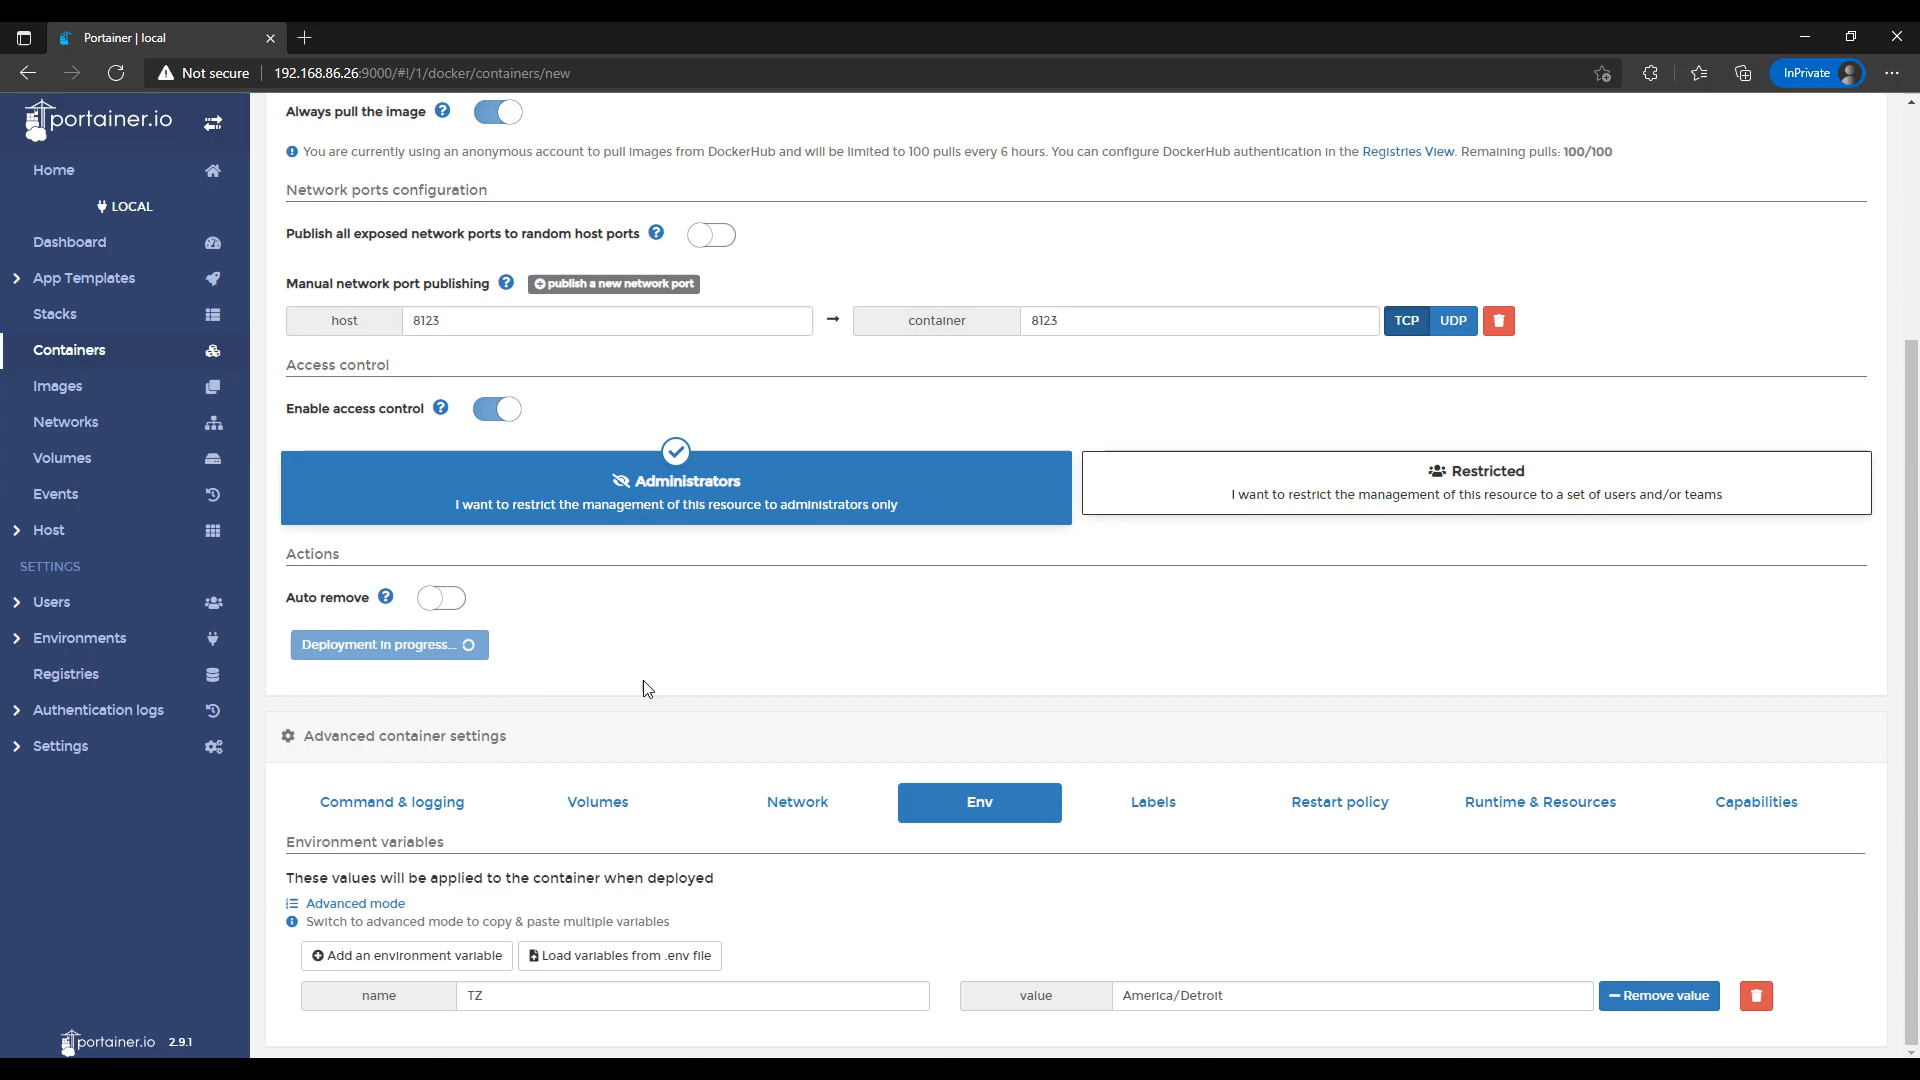 Portainer | local
Not secure
192.168.86.26:9000/#!/1/docker/containers/new
InPrivate
portainer.io
Home
LOCAL
Dashboard
App Templates
Stacks
Containers
Images
Networks
Volumes
Events
Host
SETTINGS
Users
Environments
Registries
Authentication logs
Settings
portainer.io 2.9.1
Always pull the image
You are currently using an anonymous account to pull images from DockerHub and will be limited to 100 pulls every 6 hours. You can configure DockerHub authentication in the Registries View. Remaining pulls: 100/100
Network ports configuration
Publish all exposed network ports to random host ports
Manual network port publishing publish a new network port
host 8123 → container 8123 TCP UDP
Access control
Enable access control
Administrators
I want to restrict the management of this resource to administrators only
Restricted
I want to restrict the management of this resource to a set of users and/or teams
Actions
Auto remove
Deployment in progress...
Advanced container settings
Command & logging Volumes Network Env Labels Restart policy Runtime & Resources Capabilities
Environment variables
These values will be applied to the container when deployed
Advanced mode
Switch to advanced mode to copy & paste multiple variables
Add an environment variable Load variables from .env file
name TZ value America/Detroit Remove value